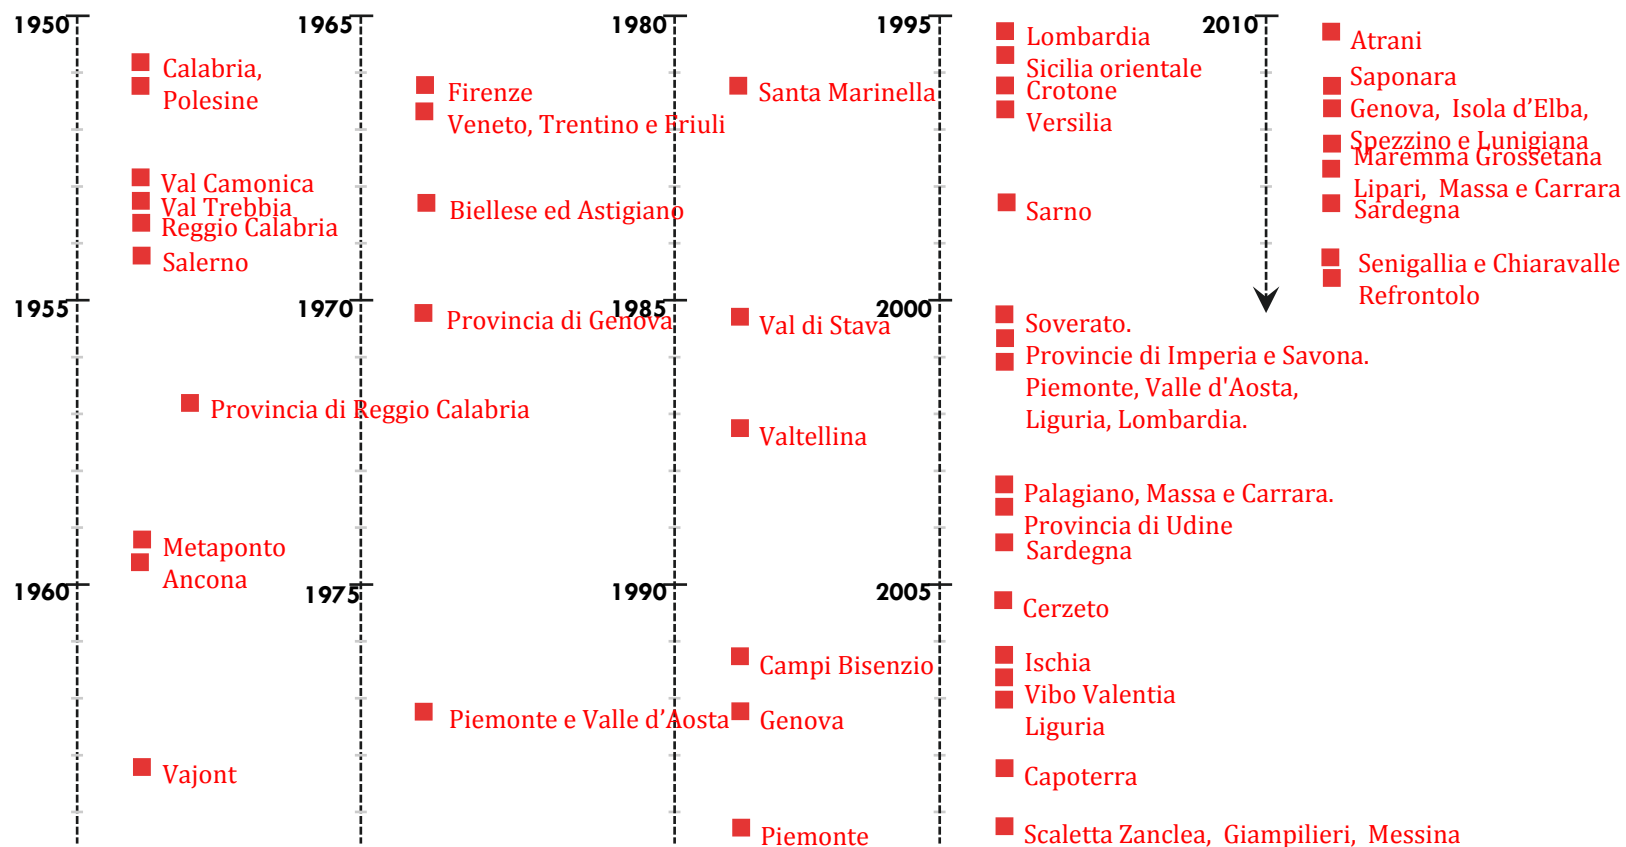 1950
Calabria,
Polesine
Val Camonica
Val Trebbia
Reggio Calabria
Salerno
1955
Provincia di Reggio Calabria
Metaponto
Ancona
1960
Vajont
1965
Firenze
Veneto, Trentino e Friuli
Biellese ed Astigiano
1970
Provincia di Genova
1975
Piemonte e Valle d’Aosta
1980
Santa Marinella
1985
Val di Stava
Valtellina
1990
Campi Bisenzio
Genova
Piemonte
1995
Lombardia
Sicilia orientale
Crotone
Versilia
Sarno
2000
Soverato.
Provincie di Imperia e Savona.
Piemonte, Valle d'Aosta,
Liguria, Lombardia.
Palagiano, Massa e Carrara.
Provincia di Udine
Sardegna
2005
Cerzeto
Ischia
Vibo Valentia
Liguria
Capoterra
Scaletta Zanclea, Giampilieri, Messina
2010
Atrani
Saponara
Genova, Isola d’Elba,
Spezzino e Lunigiana
Maremma Grossetana
Lipari, Massa e Carrara
Sardegna
Senigallia e Chiaravalle
Refrontolo